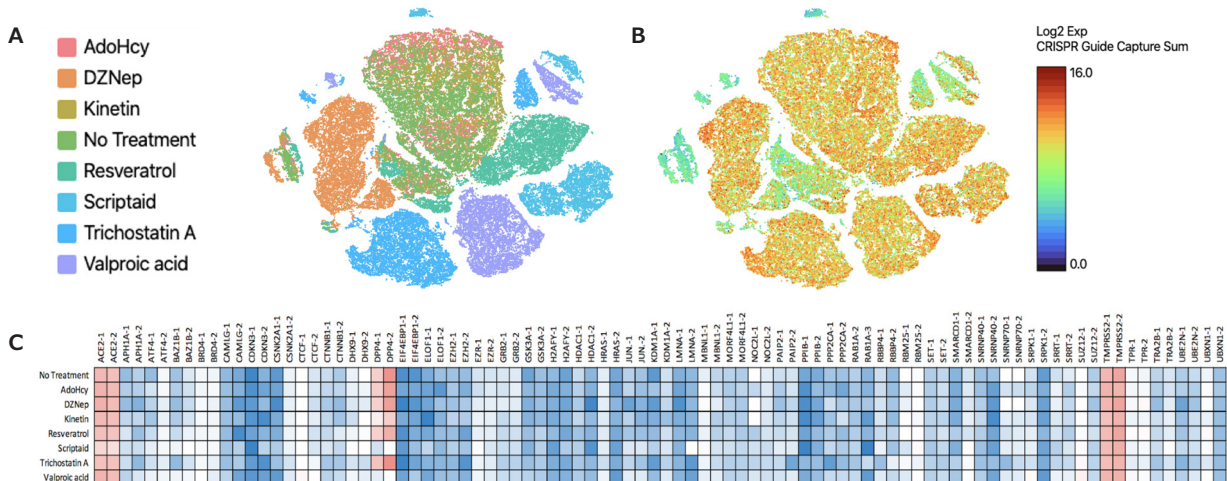 A
AdoHcy
DZNep
Kinetin
No Treatment
Resveratrol
Scriptaid
Trichostatin A
Valproic acid
B
Log2 Exp
CRISPR Guide Capture Sum
16.0
0.0
C
ACE2-1
ACE2-2
APH1A-1
APH1A-2
ATF4-1
ATF4-2
BAZ1B-1
BAZ1B-2
BRD4-1
BRD4-2
CAMLG-1
CAMLG-2
CDKN3-1
CDKN3-2
CSNK2A1-1
CSNK2A1-2
CTCF-1
CTCF-2
CTNNB1-1
CTNNB1-2
DHX9-1
DHX9-2
DPP4-1
DPP4-2
EIF4EBP1-1
EIF4EBP1-2
ELOF1-1
ELOF1-2
EZH2-1
EZH2-2
EZR-1
EZR-2
GRB2-1
GRB2-2
GSK3A-1
GSK3A-2
H2AFY-1
H2AFY-2
HDAC1-1
HDAC1-2
HRAS-1
HRAS-2
JUN_-1
JUN_-2
KDM1A-1
KDM1A-2
LMNA-1
LMNA-2
MBNL1-1
MBNL1-2
MORF4L1-1
MORF4L1-2
NOC2L-1
NOC2L-2
PAIP2-1
PAIP2-2
PPIB-1
PPIB-2
PPP2CA-1
PPP2CA-2
RAB1A-2
RAB1A-3
RBBP4-1
RBBP4-2
RBM25-1
RBM25-2
SET-1
SET-2
SMARCD1-1
SMARCD1-2
SNRNP40-1
SNRNP40-2
SNRNP70-1
SNRNP70-2
SRPK1-1
SRPK1-2
SIRT-1
SIRT-2
SUZ12-1
SUZ12-2
TMPRSS2-1
TMPRSS2-2
TPR-1
TPR-2
TRA2B-1
TRA2B-2
UBE2N-1
UBE2N-2
UBXN1-1
UBXN1-2
No Treatment
AdoHcy
DZNep
Kinetin
Resveratrol
Scriptaid
Trichostatin A
Valproic acid